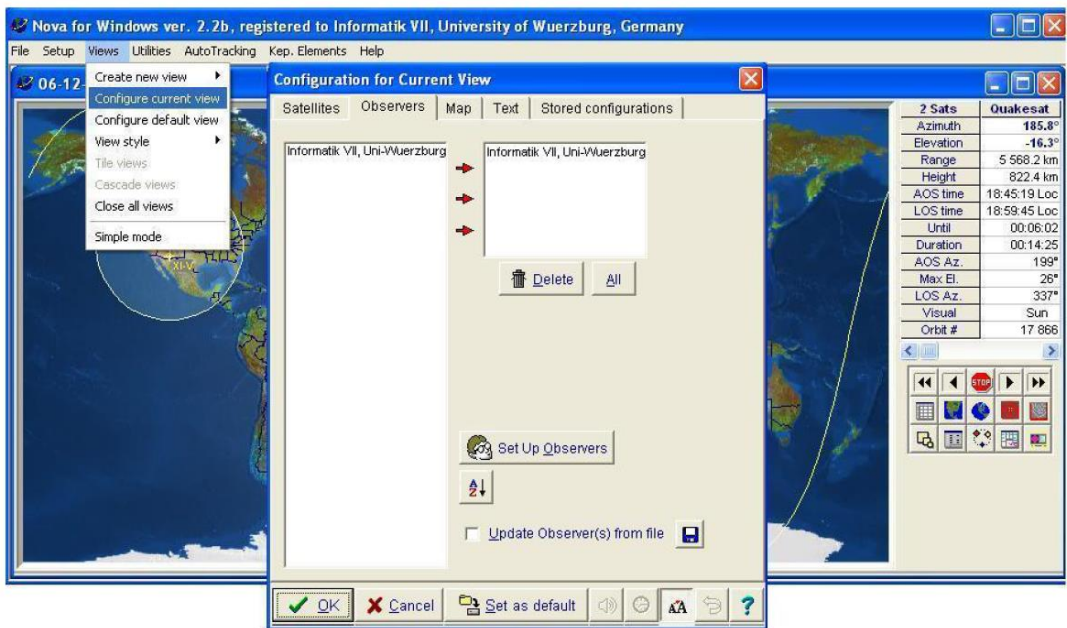 Nova for Windows ver. 2.2b, registered to Informatik VII, University of Wuerzburg, Germany
File Setup Views Utilities AutoTracking Kep. Elements Help
06-12-
Create new view
Configure current view
Configure default view
View style
Tile views
Cascade views
Close all views
Simple mode
XI-V
Configuration for Current View
Satellites Observers Map Text Stored configurations
Informatik VII, Uni-Wuerzburg
Informatik VII, Uni-Wuerzburg
Delete All
Set Up Observers
A
Z
Update Observer(s) from file
OK Cancel Set as default AA ?
2 Sats Quakesat
Azimuth 185.8°
Elevation -16.3°
Range 5 568.2 km
Height 822.4 km
AOS time 18:45:19 Loc
LOS time 18:59:45 Loc
Until 00:06:02
Duration 00:14:25
AOS Az. 199°
Max El. 26°
LOS Az. 337°
Visual Sun
Orbit # 17 866
STOP